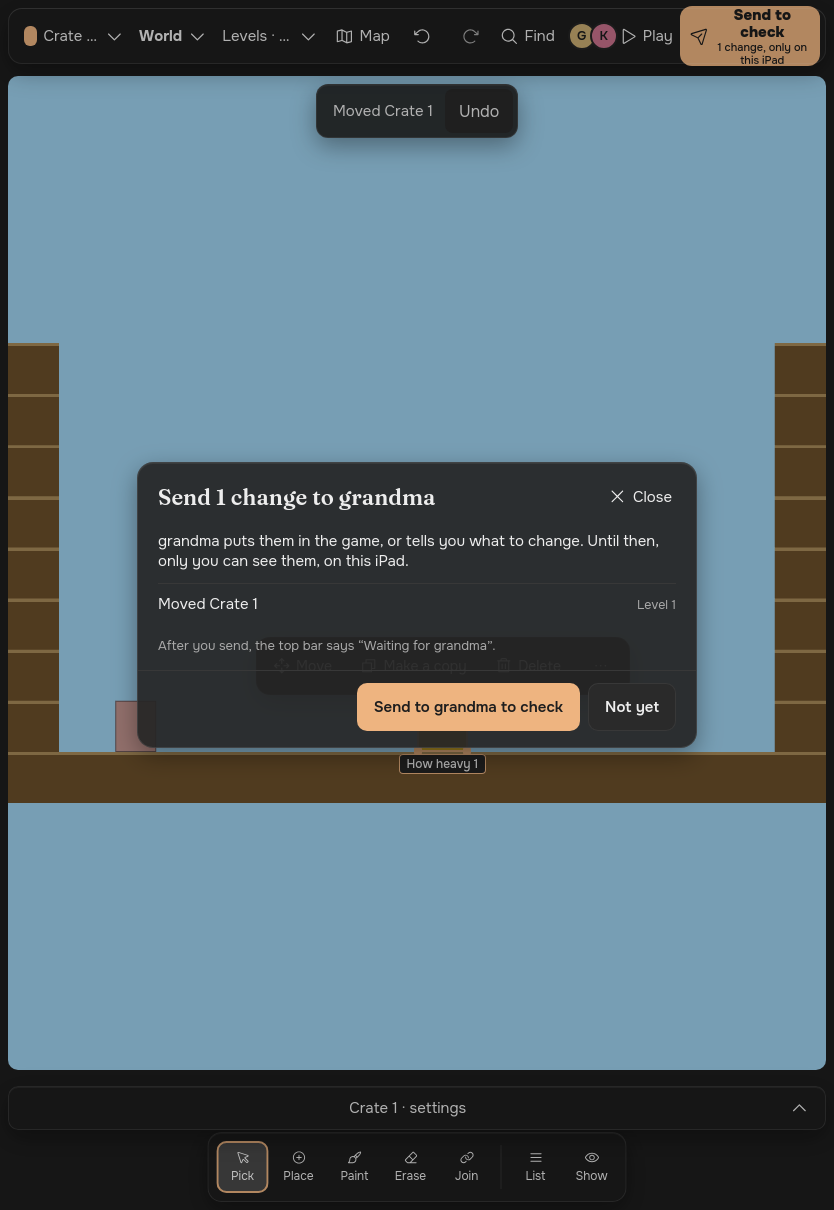 Crate ...
World
Levels · ...
Map
Find
G
K
Play
Send to check
1 change, only on this iPad
Moved Crate 1
Undo
Send 1 change to grandma
Close
grandma puts them in the game, or tells you what to change. Until then,
only you can see them, on this iPad.
Moved Crate 1
Level 1
After you send, the top bar says “Waiting for grandma”.
Move
Make a copy
Delete
...
Send to grandma to check
Not yet
How heavy 1
Crate 1 · settings
Pick
Place
Paint
Erase
Join
List
Show